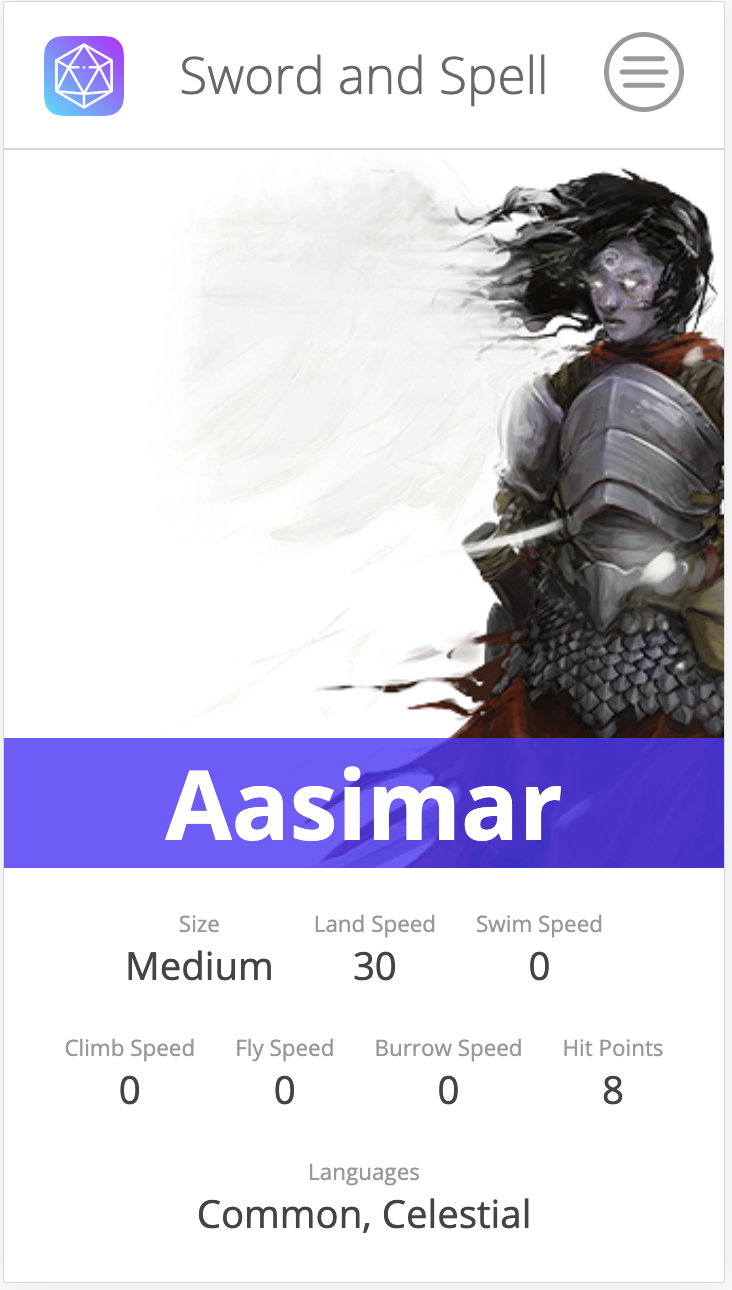 Sword and Spell
Aasimar
Size Land Speed Swim Speed
Medium 30 0
Climb Speed Fly Speed Burrow Speed Hit Points
0 0 0 8
Languages
Common, Celestial